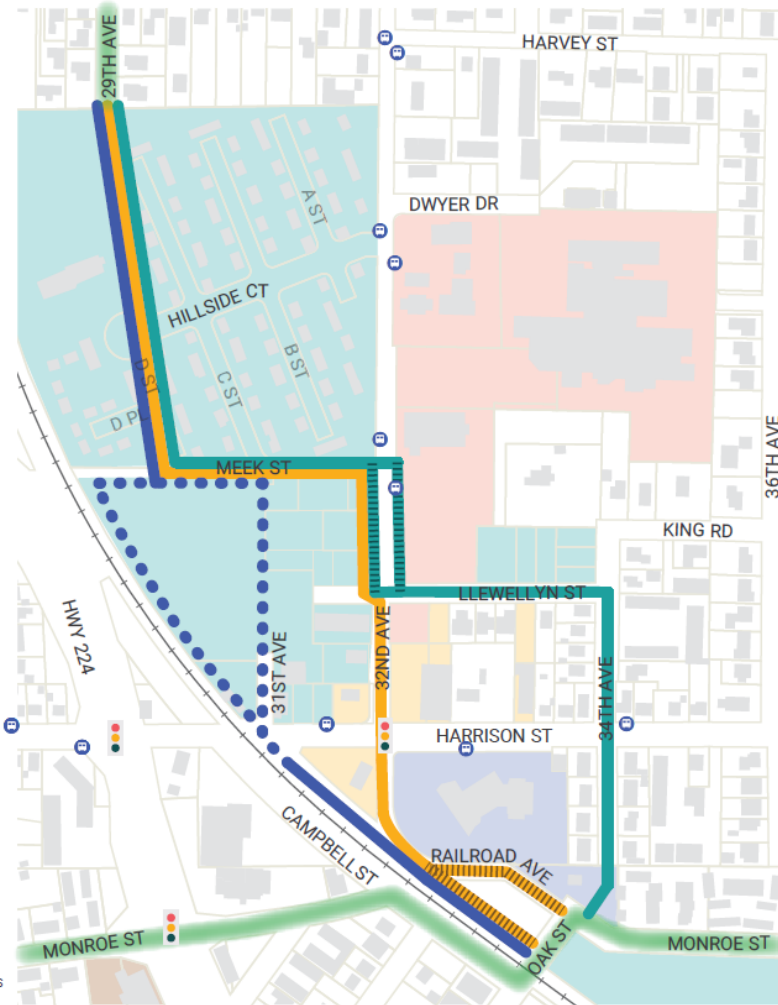 29TH AVE
HARVEY ST
DWYER DR
A ST
HILLSIDE CT
B ST
C ST
D ST
D PL
MEEK ST
36TH AVE
KING RD
LLEWELLYN ST
HWY 224
31ST AVE
32ND AVE
34TH AVE
HARRISON ST
CAMPBELL ST
RAILROAD AVE
MONROE ST
OAK ST
MONROE ST
s